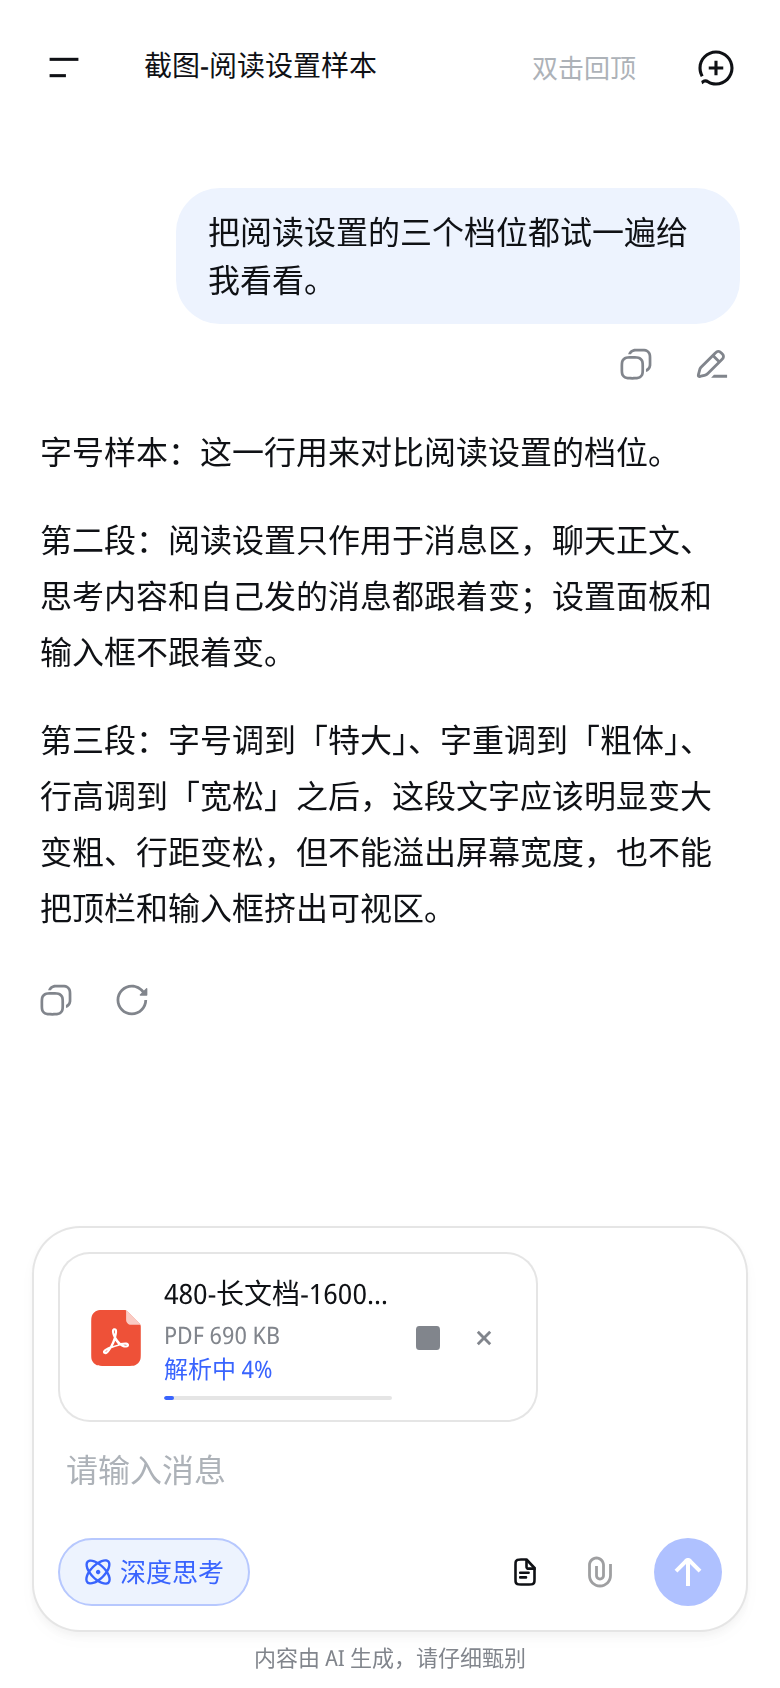 截图-阅读设置样本
双击回顶
把阅读设置的三个档位都试一遍给
我看看。
字号样本：这一行用来对比阅读设置的档位。
第二段：阅读设置只作用于消息区，聊天正文、
思考内容和自己发的消息都跟着变；设置面板和
输入框不跟着变。
第三段：字号调到「特大」、字重调到「粗体」、
行高调到「宽松」之后，这段文字应该明显变大
变粗、行距变松，但不能溢出屏幕宽度，也不能
把顶栏和输入框挤出可视区。
480-长文档-1600...
PDF 690 KB
解析中 4%
请输入消息
深度思考
内容由 AI 生成，请仔细甄别